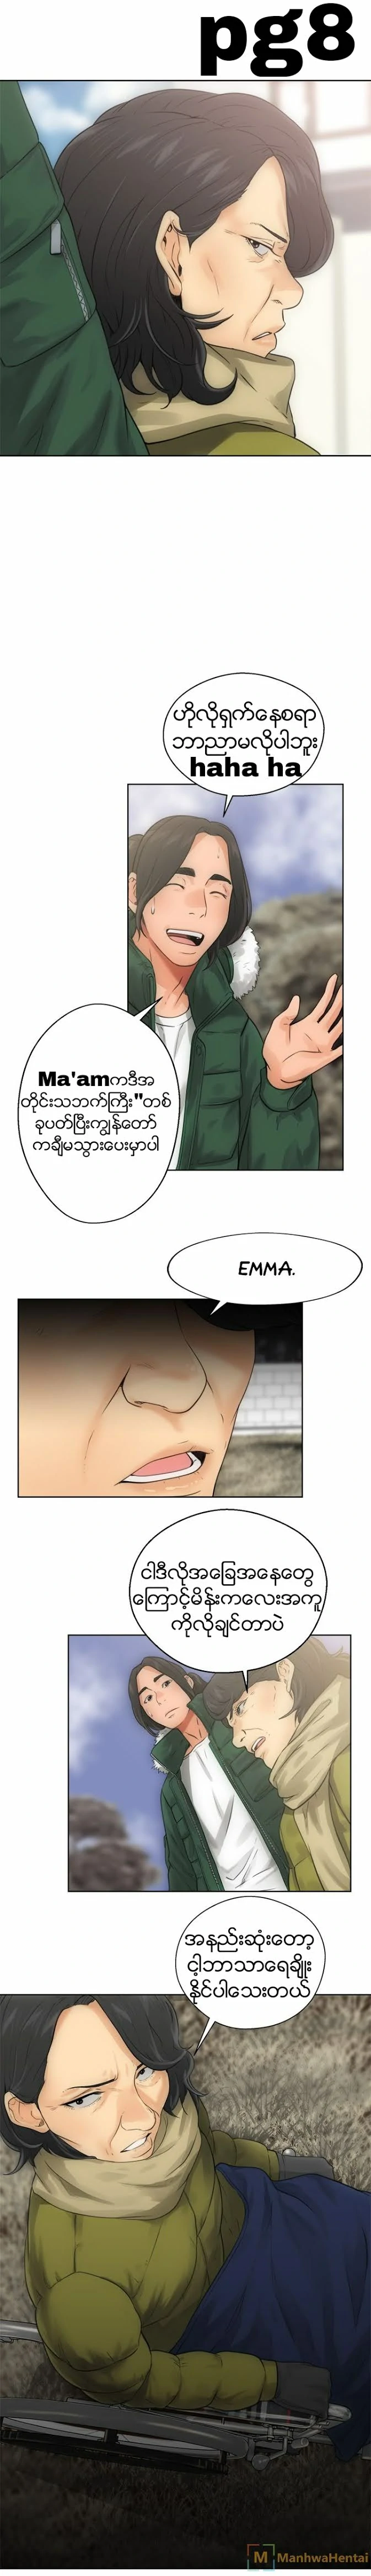 pg8
ဟိုလိုရှက်နေစရာ
ဘာညာမလိုပါဘူး
haha ha
Ma'amကဒီအ
တိုင်းသဘက်ကြီး"တစ်
ခုပတ်ပြီးကျွန်တော်
ကချီမသွားပေးမှာပါ
EMMA.
ငါဒီလိုအခြေအနေတွေ
ကြောင့်မိန်းကလေးအကူ
ကိုလိုချင်တာပဲ
အနည်းဆုံးတော့
ငါ့ဘာသာရေချိုး
နိုင်ပါသေးတယ်
M ManhwaHentai